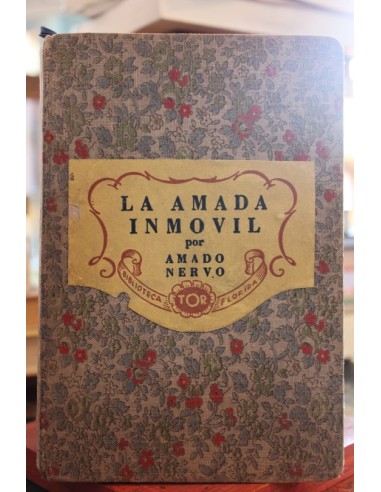 LA AMADA
INMOVIL
por
AMADO
NERVO
BIBLIOTECA TOR FLORIDA